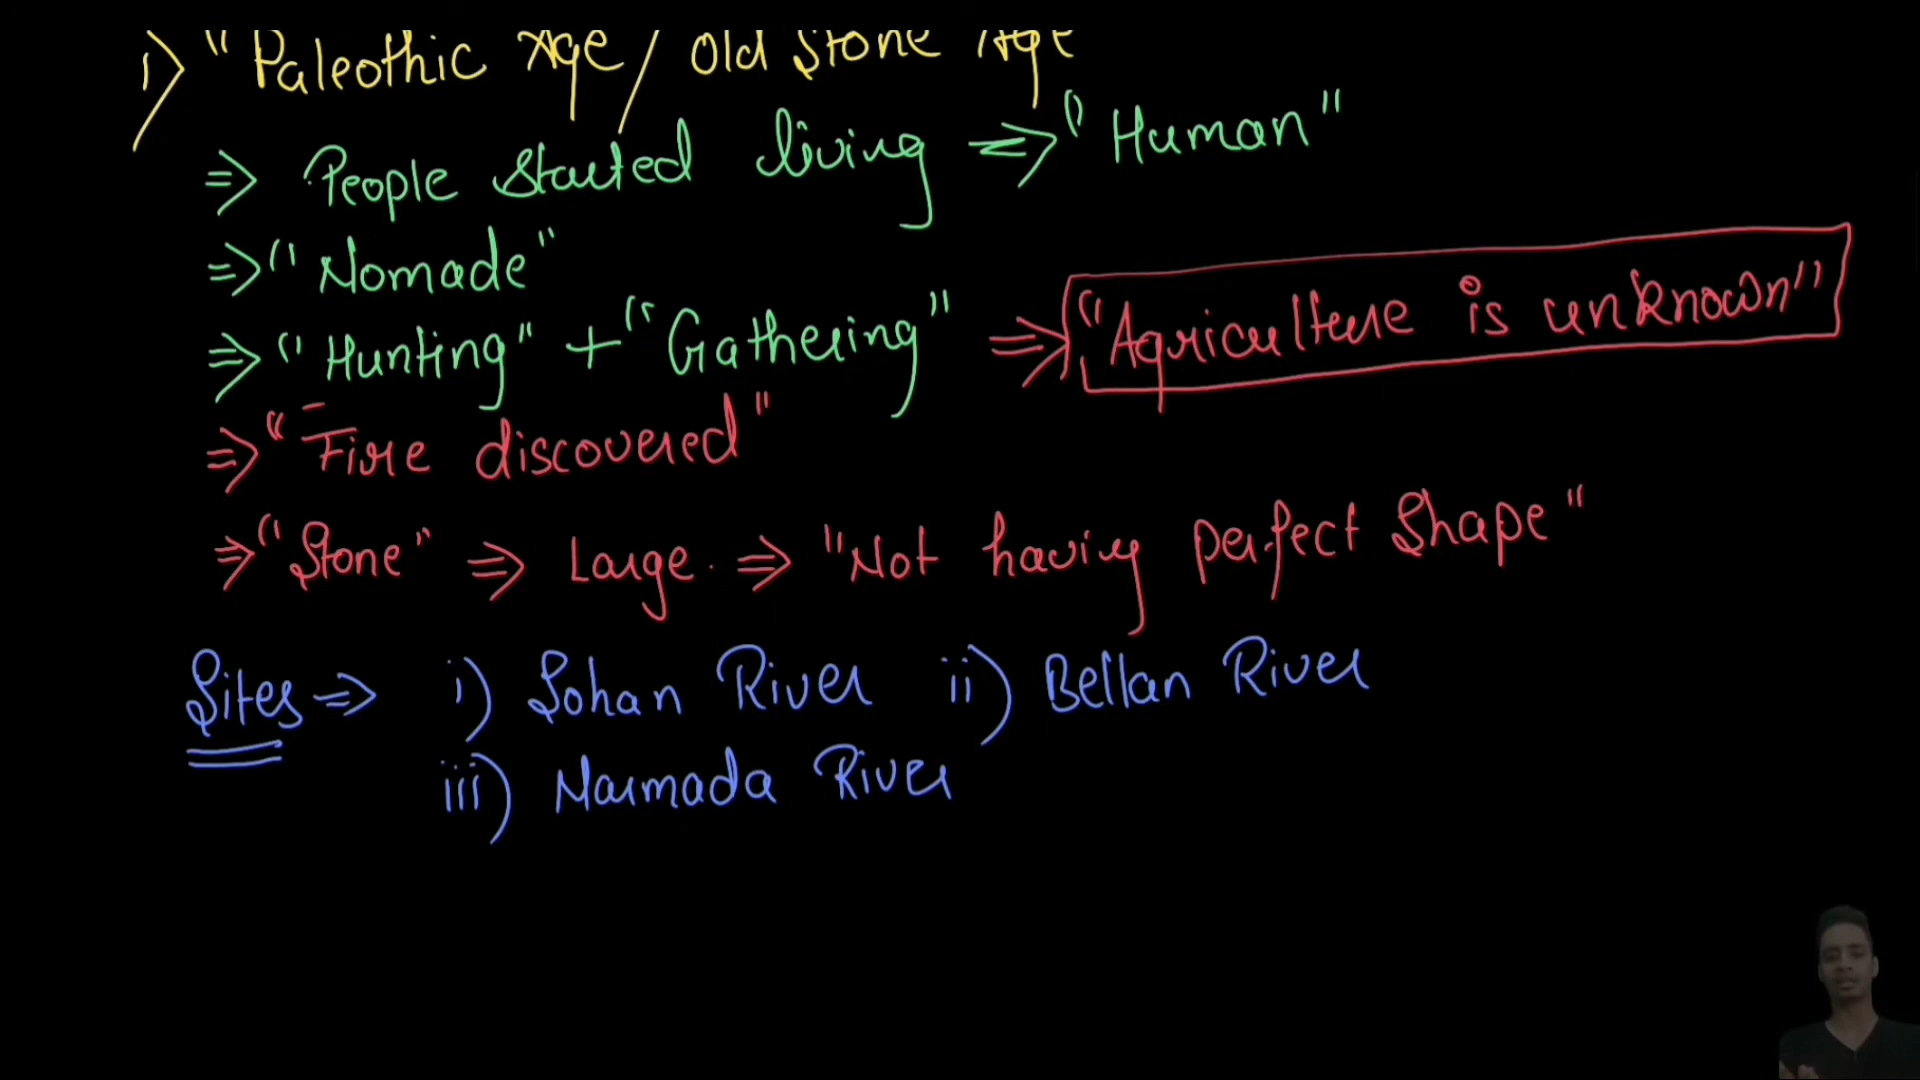 i) "Paleothic Age / Old Stone Age
⇒ People started living ⇒ "Human"
⇒ "Nomade"
⇒ "Hunting" + "Gathering" ⇒ "Agriculture is unknown"
⇒ "Fire discovered"
⇒ "Stone" ⇒ Large. ⇒ "Not having perfect Shape"
Sites ⇒ i) Sohan River ii) Bellan River
iii) Narmada River